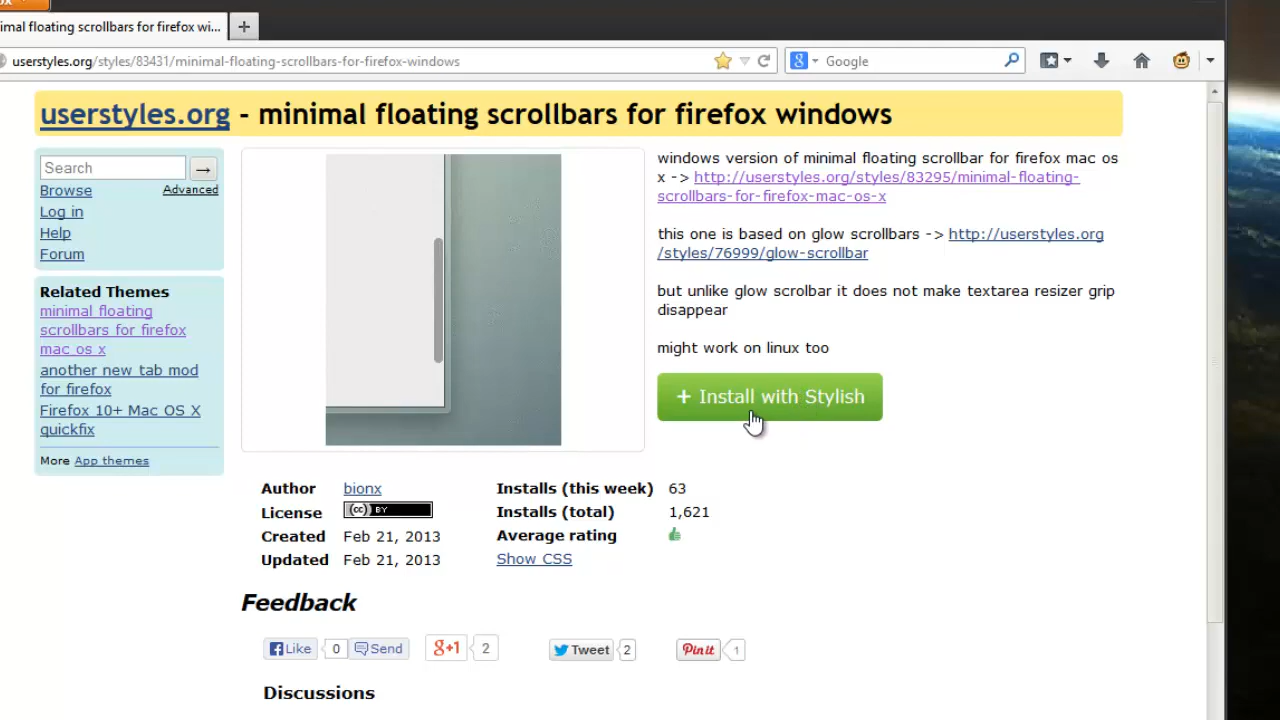 imal floating scrollbars for firefox wi...
userstyles.org/styles/83431/minimal-floating-scrollbars-for-firefox-windows
Google
userstyles.org - minimal floating scrollbars for firefox windows
Search
Browse
Advanced
Log in
Help
Forum
Related Themes
minimal floating
scrollbars for firefox
mac os x
another new tab mod
for firefox
Firefox 10+ Mac OS X
quickfix
More App themes
windows version of minimal floating scrollbar for firefox mac os
x -> http://userstyles.org/styles/83295/minimal-floating-
scrollbars-for-firefox-mac-os-x
this one is based on glow scrollbars -> http://userstyles.org
/styles/76999/glow-scrollbar
but unlike glow scrolbar it does not make textarea resizer grip
disappear
might work on linux too
+ Install with Stylish
Author bionx
License (cc) BY
Created Feb 21, 2013
Updated Feb 21, 2013
Installs (this week) 63
Installs (total) 1,621
Average rating
Show CSS
Feedback
Like 0 Send
g+1 2
Tweet 2
Pin it 1
Discussions